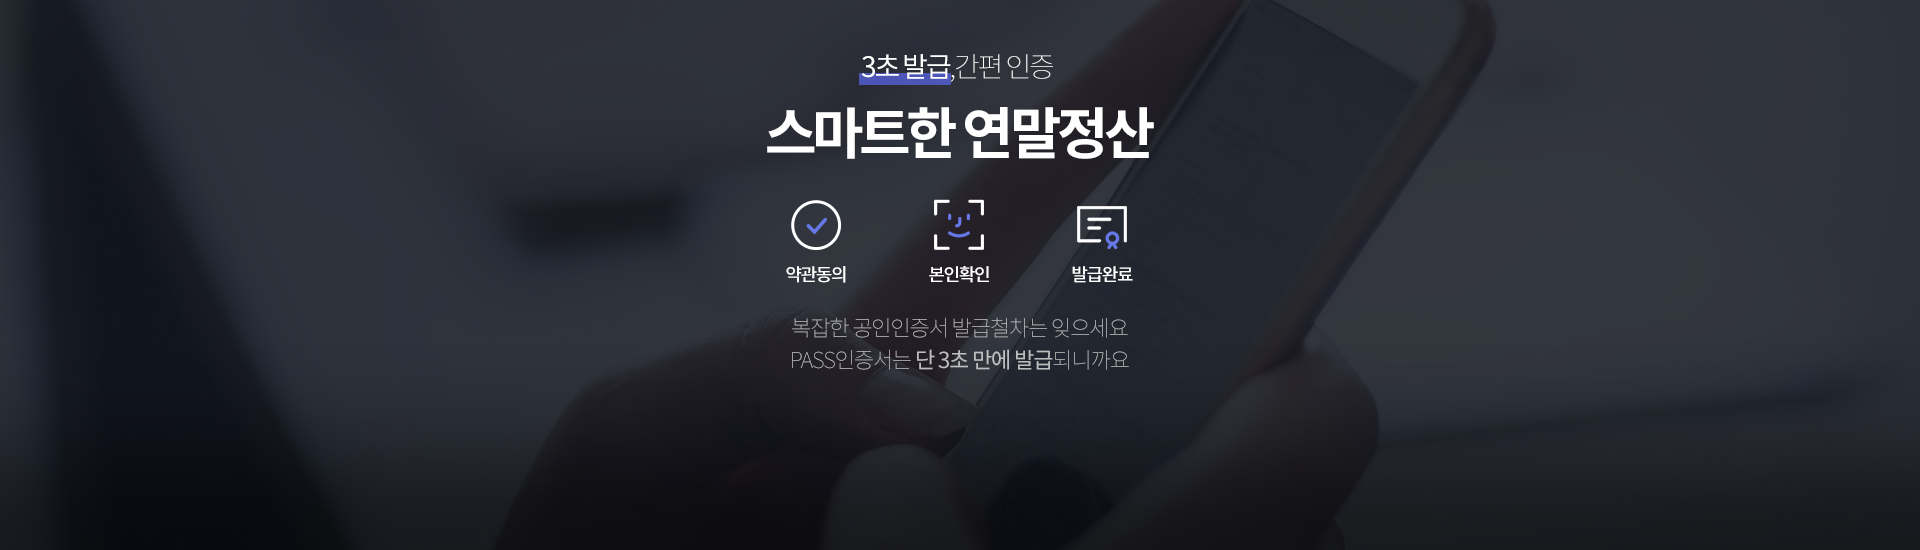 3초 발급,간편 인증
스마트한 연말정산
약관동의 본인확인 발급완료
복잡한 공인인증서 발급철차는 잊으세요
PASS인증서는 단 3초 만에 발급되니까요